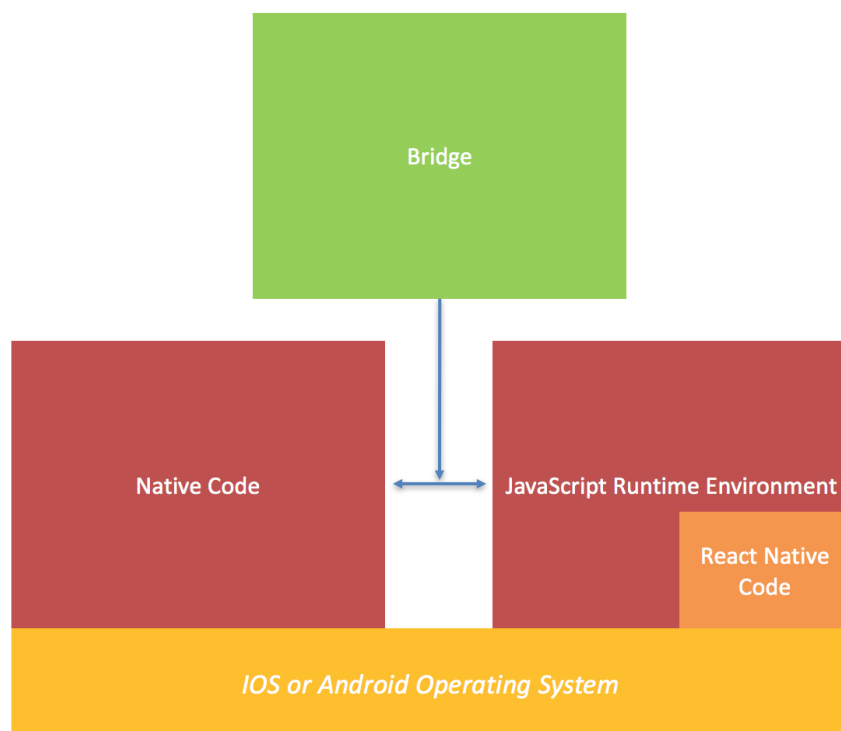 Bridge
Native Code
JavaScript Runtime Environment
React Native
Code
IOS or Android Operating System